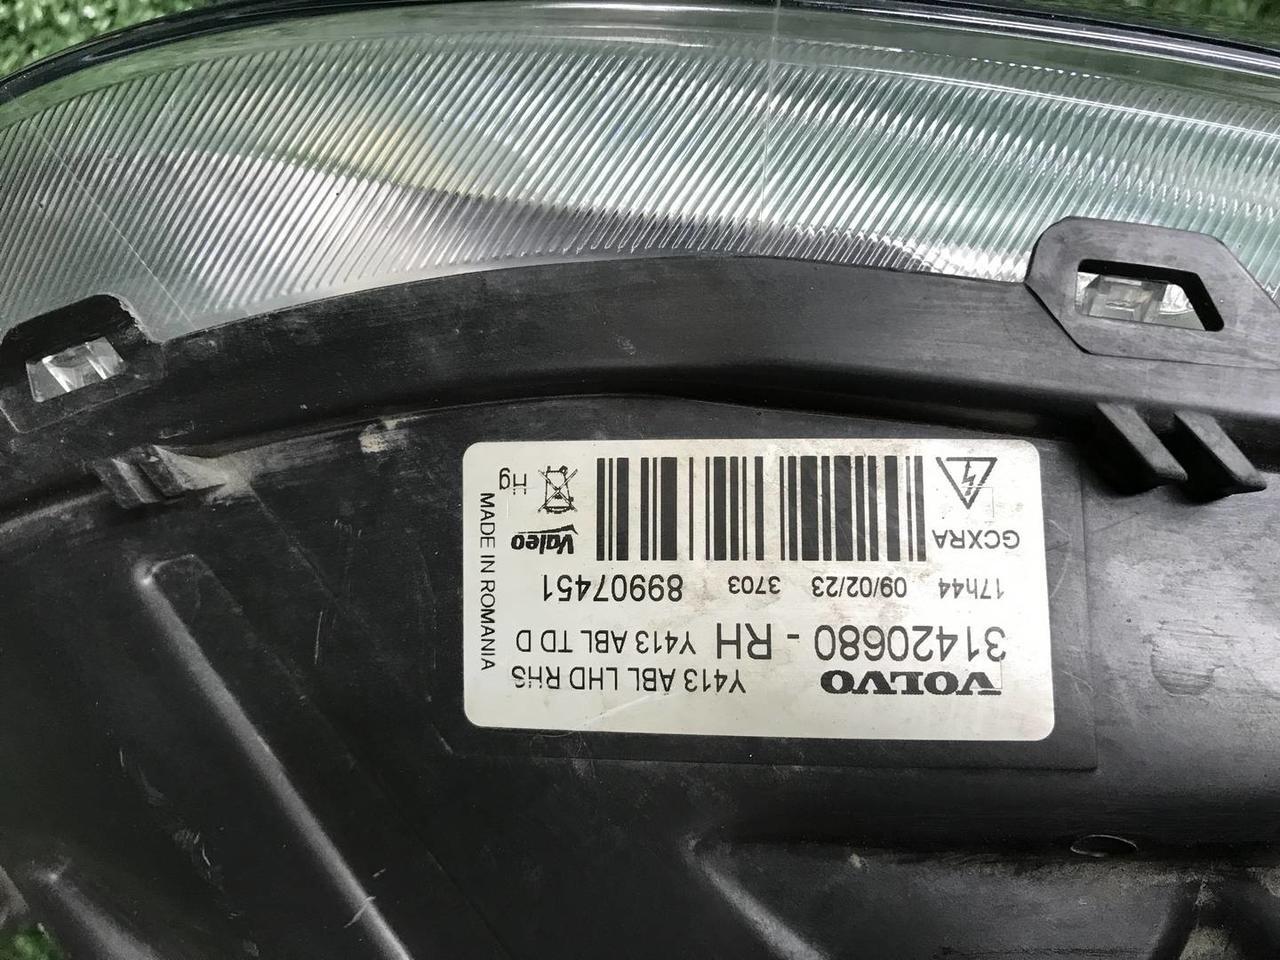 VOLVO Y413 ABL LHD RHS
31420680 - RH Y413 ABL TD D
17h44 09/02/23 3703 89907451
GCXRA
Valeo
Hg
MADE IN ROMANIA